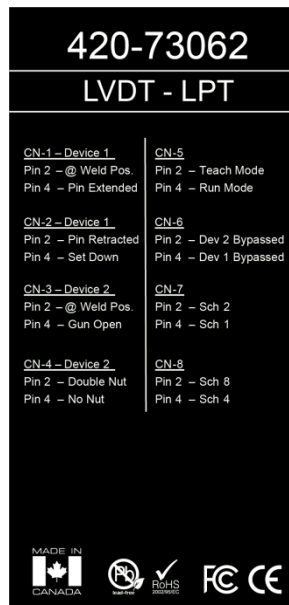 420-73062
LVDT - LPT
CN-1 – Device 1
Pin 2 – @ Weld Pos.
Pin 4 – Pin Extended
CN-2 – Device 1
Pin 2 – Pin Retracted
Pin 4 – Set Down
CN-3 – Device 2
Pin 2 – @ Weld Pos.
Pin 4 – Gun Open
CN-4 – Device 2
Pin 2 – Double Nut
Pin 4 – No Nut
CN-5
Pin 2 – Teach Mode
Pin 4 – Run Mode
CN-6
Pin 2 – Dev 2 Bypassed
Pin 4 – Dev 1 Bypassed
CN-7
Pin 2 – Sch 2
Pin 4 – Sch 1
CN-8
Pin 2 – Sch 8
Pin 4 – Sch 4
MADE IN
CANADA
Pb
lead-free
RoHS
2002/95/EC
FC CE